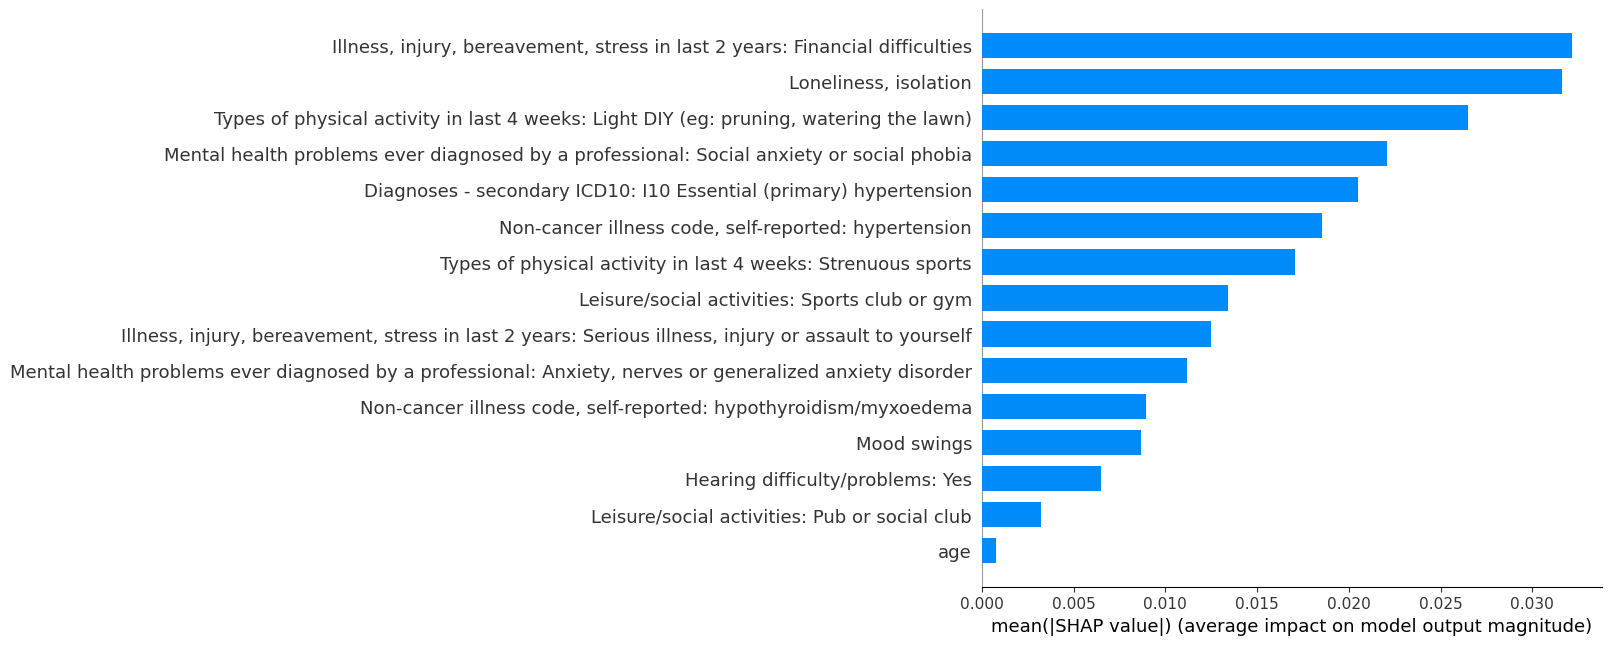 Illness, injury, bereavement, stress in last 2 years: Financial difficulties
Loneliness, isolation
Types of physical activity in last 4 weeks: Light DIY (eg: pruning, watering the lawn)
Mental health problems ever diagnosed by a professional: Social anxiety or social phobia
Diagnoses - secondary ICD10: I10 Essential (primary) hypertension
Non-cancer illness code, self-reported: hypertension
Types of physical activity in last 4 weeks: Strenuous sports
Leisure/social activities: Sports club or gym
Illness, injury, bereavement, stress in last 2 years: Serious illness, injury or assault to yourself
Mental health problems ever diagnosed by a professional: Anxiety, nerves or generalized anxiety disorder
Non-cancer illness code, self-reported: hypothyroidism/myxoedema
Mood swings
Hearing difficulty/problems: Yes
Leisure/social activities: Pub or social club
age
0.000 0.005 0.010 0.015 0.020 0.025 0.030
mean(|SHAP value|) (average impact on model output magnitude)